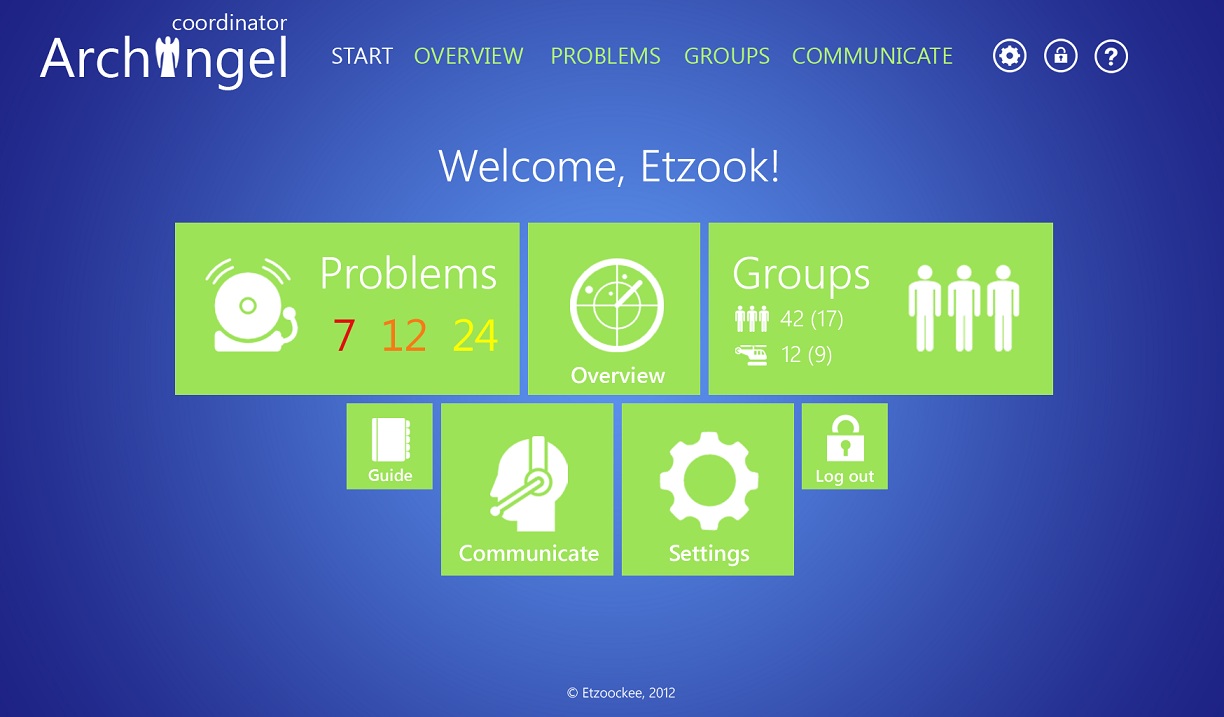 coordinator
Archangel
START OVERVIEW PROBLEMS GROUPS COMMUNICATE ?
Welcome, Etzook!
Problems
7 12 24
Overview
Groups
42 (17)
12 (9)
Guide
Communicate
Settings
Log out
© Etzoockee, 2012